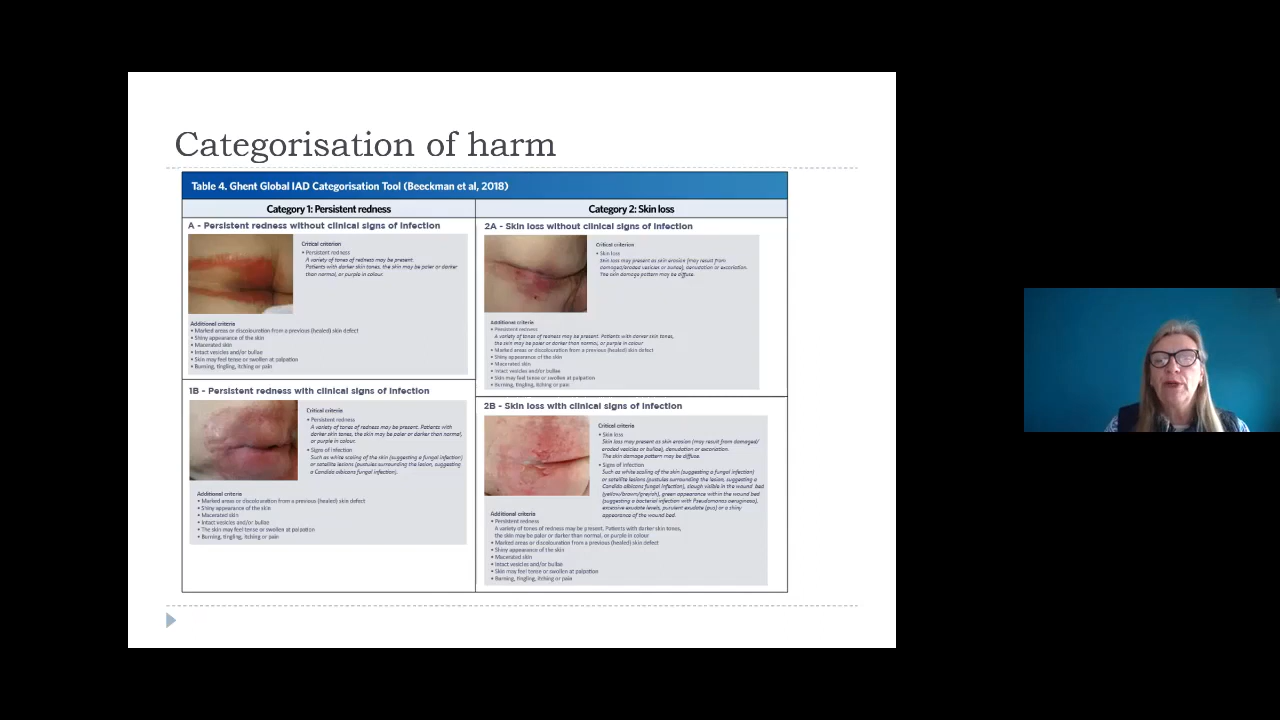 Categorisation of harm
Table 4. Ghent Global IAD Categorisation Tool (Beeckman et al, 2018)
Category 1: Persistent redness
A - Persistent redness without clinical signs of infection
Critical criterion
• Persistent redness
A variety of tones of redness may be present.
Patients with darker skin tones, the skin may be paler or darker
than normal, or purple in colour.
Additional criteria
• Marked areas or discolouration from a previous (healed) skin defect
• Shiny appearance of the skin
• Macerated skin
• Intact vesicles and/or bullae
• Skin may feel tense or swollen at palpation
• Burning, tingling, itching or pain
1B - Persistent redness with clinical signs of infection
Critical criteria
• Persistent redness
A variety of tones of redness may be present. Patients with
darker skin tones, the skin may be paler or darker than normal,
or purple in colour.
• Signs of infection
Such as white scaling of the skin (suggesting a fungal infection)
or satellite lesions (pustules surrounding the lesion, suggesting
a Candida albicans fungal infection).
Additional criteria
• Marked areas or discolouration from a previous (healed) skin defect
• Shiny appearance of the skin
• Macerated skin
• Intact vesicles and/or bullae
• The skin may feel tense or swollen at palpation
• Burning, tingling, itching or pain
Category 2: Skin loss
2A - Skin loss without clinical signs of infection
Critical criterion
• Skin loss
Skin loss may present as skin erosion (may result from
damaged/eroded vesicles or bullae), denudation or excoriation.
The skin damage pattern may be diffuse.
Additional criteria
• Persistent redness
A variety of tones of redness may be present. Patients with darker skin tones,
the skin may be paler or darker than normal, or purple in colour
• Marked areas or discolouration from a previous (healed) skin defect
• Shiny appearance of the skin
• Macerated skin
• Intact vesicles and/or bullae
• Skin may feel tense or swollen at palpation
• Burning, tingling, itching or pain
2B - Skin loss with clinical signs of infection
Critical criteria
• Skin loss
Skin loss may present as skin erosion (may result from damaged/
eroded vesicles or bullae), denudation or excoriation.
The skin damage pattern may be diffuse.
• Signs of infection
Such as white scaling of the skin (suggesting a fungal infection)
or satellite lesions (pustules surrounding the lesion, suggesting a
Candida albicans fungal infection), slough visible in the wound bed
(yellow/brown/greyish), green appearance within the wound bed
(suggesting a bacterial infection with Pseudomonas aeruginosa),
excessive exudate levels, purulent exudate (pus) or a shiny
appearance of the wound bed.
Additional criteria
• Persistent redness
A variety of tones of redness may be present. Patients with darker skin tones,
the skin may be paler or darker than normal, or purple in colour
• Marked areas or discolouration from a previous (healed) skin defect
• Shiny appearance of the skin
• Macerated skin
• Intact vesicles and/or bullae
• Skin may feel tense or swollen at palpation
• Burning, tingling, itching or pain